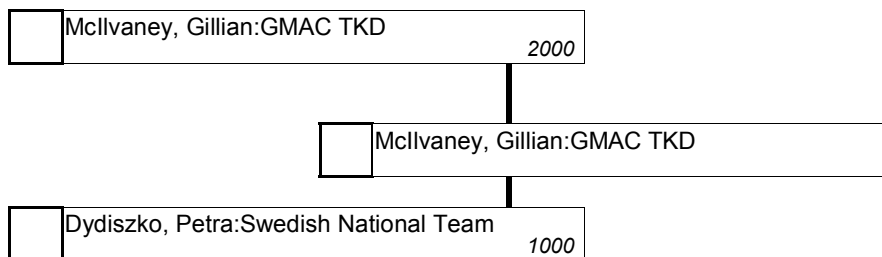 McIlvaney, Gillian:GMAC TKD
2000
McIlvaney, Gillian:GMAC TKD
Dydiszko, Petra:Swedish National Team
1000